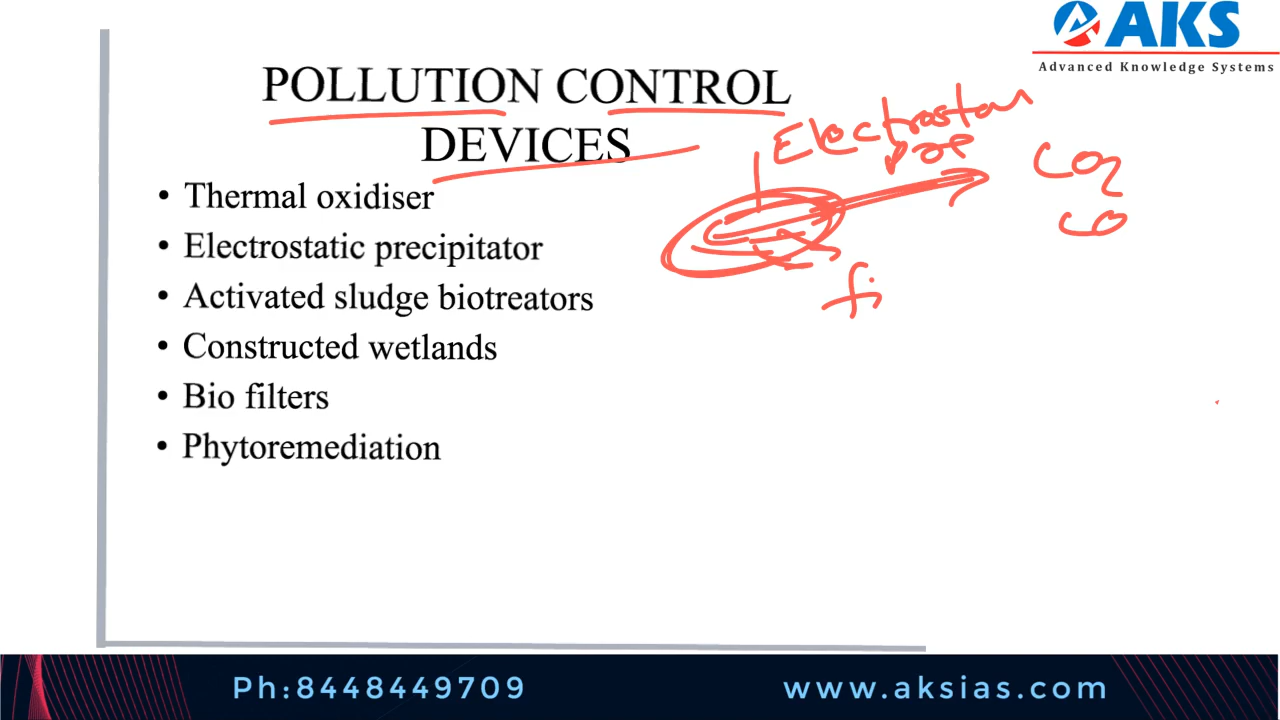 AKS
Advanced Knowledge Systems
POLLUTION CONTROL
DEVICES
• Thermal oxidiser
• Electrostatic precipitator
• Activated sludge biotreators
• Constructed wetlands
• Bio filters
• Phytoremediation
CO2
CO
fi
Ph:8448449709
www.aksias.com